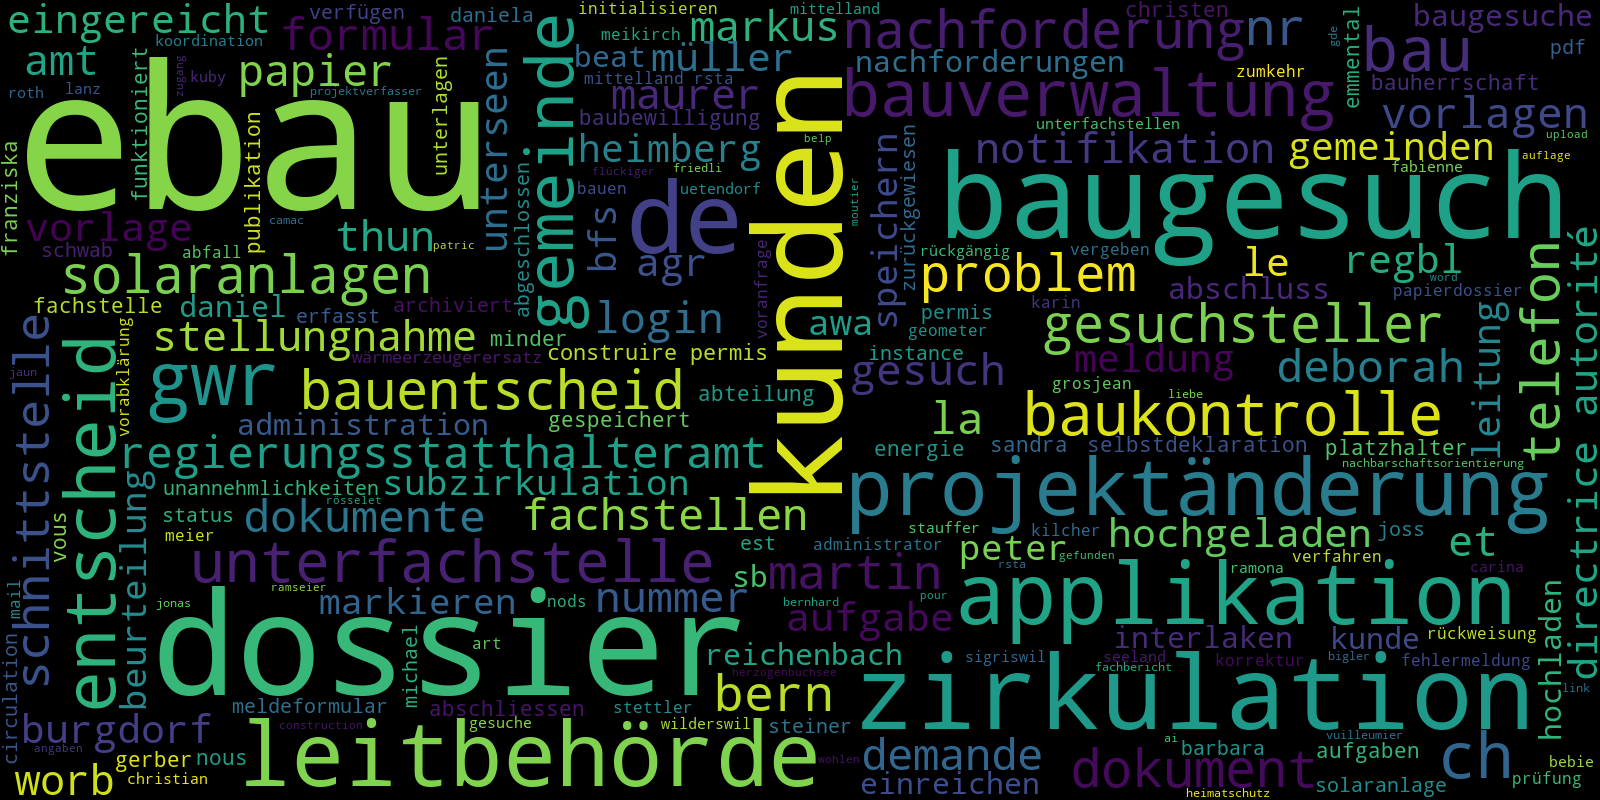 eingereicht
verfügen
daniela
initialisieren
mittelland
christen
baugesuche
formular
koordination
meikirch
markus
nachforderung
nr
gde
emmental
bau
pdf
amt
zugang
kuby
papier
beat
müller
nachforderungen
zumkehr
bauherrschaft
roth
lanz
projektverfasser
mittelland rsta
maurer
bauverwaltung
vorlagen
ebau
funktioniert
publikation
unterlagen
unterseen
gemeinde
baubewilligung
kunden
unterfachstellen
upload
heimberg
belp
notifikation
gemeinden
auflage
franziska
friedli
flückiger
fabienne
bauen
uetendorf
speichern
zurückgewiesen
baugesuch
abgeschlossen
camac
vorlage
bfs
de
moutier
thun
patric
schwab
abfall
agr
voranfrage
rückgängig
vergeben
regbl
word
solaranlagen
problem
le
abschluss
papierdossier
fachstelle
daniel
erfasst
archiviert
login
awa
permis
karin
geometer
gesuchsteller
leitung
telefon
directrice autorité
schnittstelle
entscheid
vorabklärung
stellungnahme
minder
wärmeerzeugerersatz
construire permis
instance
meldung
jaun
gwr
gesuch
deborah
grosjean
liebe
bauentscheid
abteilung
gespeichert
la
baukontrolle
administration
regierungsstatthalteramt
energie
sandra
selbstdeklaration
platzhalter
nachbarschaftsorientierung
beurteilung
unannehmlichkeiten
subzirkulation
rösselet
projektänderung
vous
status
meier
dokumente
fachstellen
stauffer
kilcher
hochgeladen
joss
est
administrator
peter
gefunden
verfahren
et
unterfachstelle
sb
martin
rsta
ramona
carina
mail
jonas
ramseier
markieren
nods
nummer
bernhard
pour
aufgabe
applikation
hochladen
circulation
dossier
michael
art
reichenbach
interlaken
kunde
rückweisung
sigriswil
seeland
korrektur
bigler
fehlermeldung
herzogenbuchsee
fachbericht
link
meldeformular
abschliessen
stettler
bern
zirkulation
burgdorf
construction
gesuche
wilderswil
steiner
angaben
gerber
nous
leitbehörde
wohlen
demande
ai
barbara
vuilleumier
aufgaben
ch
bebie
worb
christian
einreichen
dokument
heimatschutz
solaranlage
prüfung